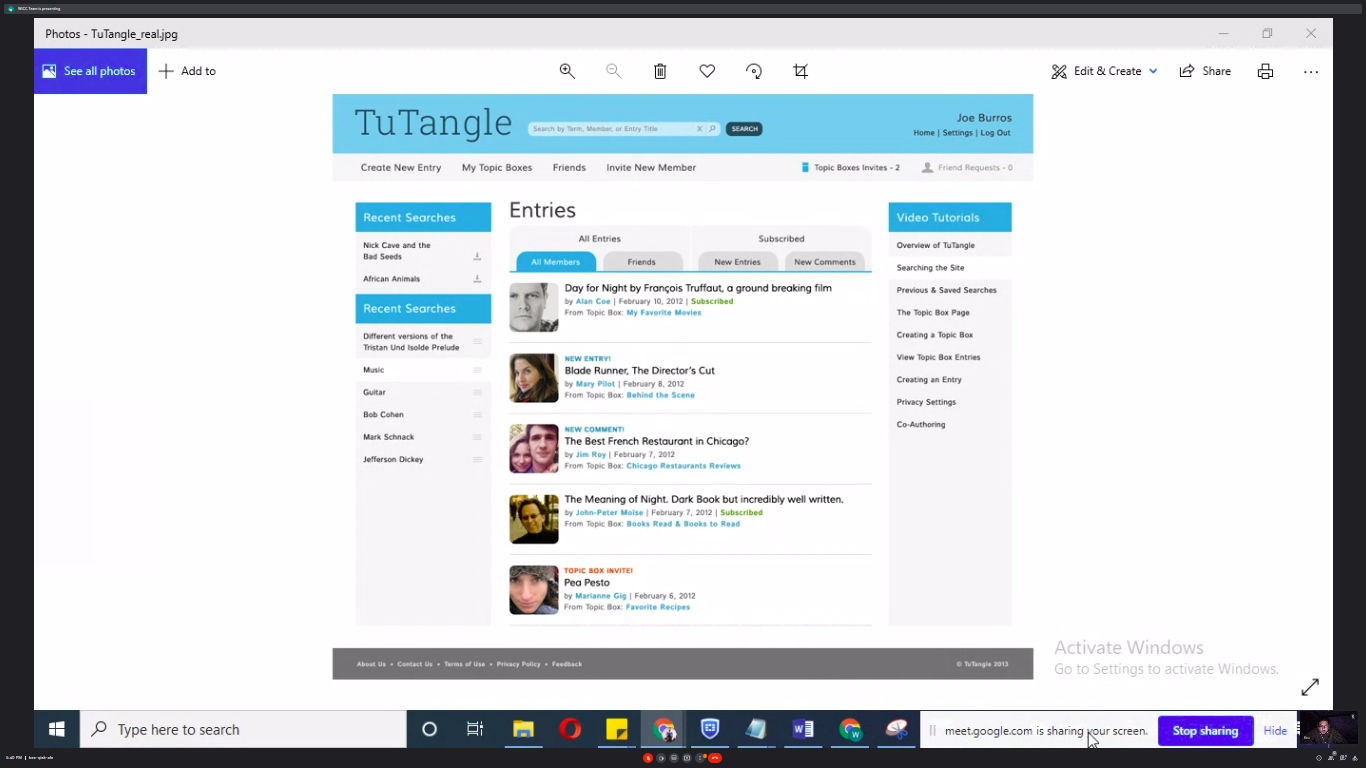 WICC Team is presenting
Photos - TuTangle_real.jpg
See all photos
Add to
Edit & Create
Share
TuTangle
Search by Term, Member, or Entry Title
X
SEARCH
Joe Burros
Home | Settings | Log Out
Create New Entry
My Topic Boxes
Friends
Invite New Member
Topic Boxes Invites - 2
Friend Requests - 0
Recent Searches
Nick Cave and the
Bad Seeds
African Animals
Recent Searches
Different versions of the
Tristan Und Isolde Prelude
Music
Guitar
Bob Cohen
Mark Schnack
Jefferson Dickey
Entries
All Entries
Subscribed
All Members
Friends
New Entries
New Comments
Day for Night by François Truffaut, a ground breaking film
by Alan Coe | February 10, 2012 | Subscribed
From Topic Box: My Favorite Movies
NEW ENTRY!
Blade Runner, The Director's Cut
by Mary Pilot | February 8, 2012
From Topic Box: Behind the Scene
NEW COMMENT!
The Best French Restaurant in Chicago?
by Jim Roy | February 7, 2012
From Topic Box: Chicago Restaurants Reviews
The Meaning of Night. Dark Book but incredibly well written.
by John-Peter Moise | February 7, 2012 | Subscribed
From Topic Box: Books Read & Books to Read
TOPIC BOX INVITE!
Pea Pesto
by Marianne Gig | February 6, 2012
From Topic Box: Favorite Recipes
Video Tutorials
Overview of TuTangle
Searching the Site
Previous & Saved Searches
The Topic Box Page
Creating a Topic Box
View Topic Box Entries
Creating an Entry
Privacy Settings
Co-Authoring
About Us • Contact Us • Terms of Use • Privacy Policy • Feedback
© TuTangle 2013
Activate Windows
Go to Settings to activate Windows.
Type here to search
meet.google.com is sharing your screen.
Stop sharing
Hide